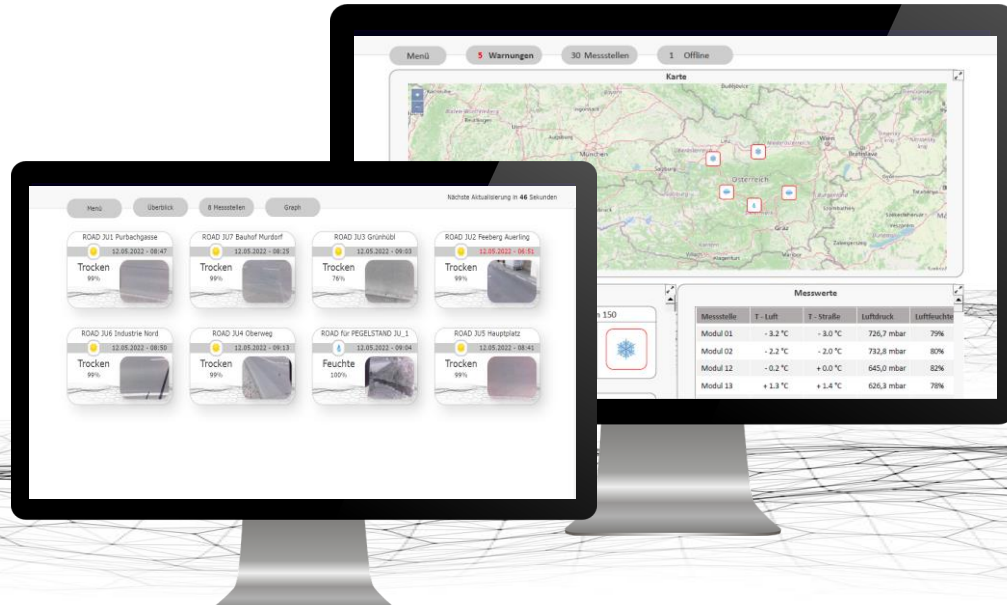 Menü
5 Warnungen
30 Messstellen
1 Offline
Karte
München
Salzburg
Österreich
Wien
Graz
Maribor
Messwerte
Messstelle T - Luft T - Straße Luftdruck Luftfeuchte
Modul 01 - 3.2 °C - 3.0 °C 726,7 mbar 79%
Modul 02 - 2.2 °C - 2.0 °C 732,8 mbar 80%
Modul 12 - 0.2 °C + 0.0 °C 645,0 mbar 82%
Modul 13 + 1.3 °C + 1.4 °C 626,3 mbar 78%
150
Nächste Aktualisierung in 46 Sekunden
Menü
Überblick
8 Messstellen
Graph
ROAD JU1 Purbachgasse
12.05.2022 - 08:47
Trocken
99%
ROAD JU7 Bauhof Murdorf
12.05.2022 - 08:25
Trocken
99%
ROAD JU3 Grünhübl
12.05.2022 - 09:03
Trocken
76%
ROAD JU2 Feeberg Auerling
12.05.2022 - 06:51
Trocken
99%
ROAD JU6 Industrie Nord
12.05.2022 - 08:50
Trocken
99%
ROAD JU4 Oberweg
12.05.2022 - 09:13
Trocken
99%
ROAD für PEGELSTAND JU_1
12.05.2022 - 09:04
Feuchte
100%
ROAD JU5 Hauptplatz
12.05.2022 - 08:41
Trocken
99%